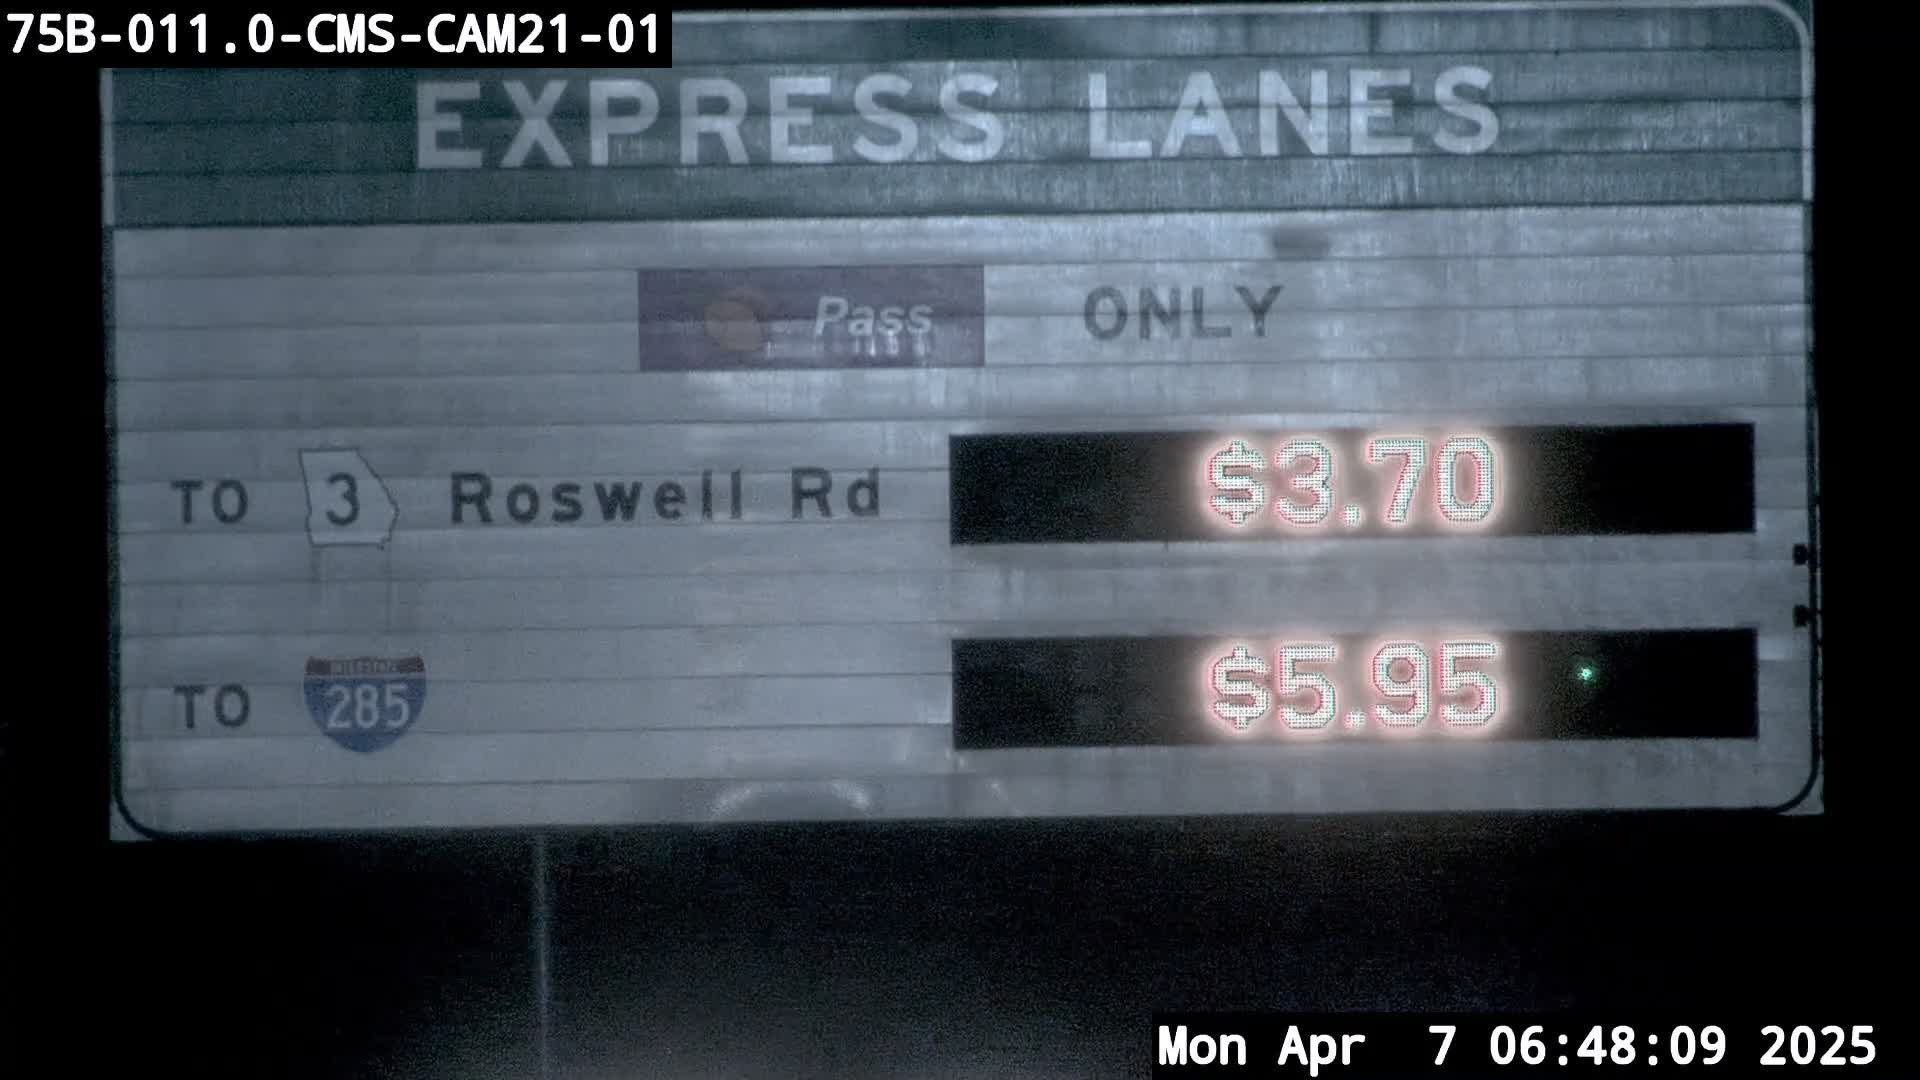 75B-011.0-CMS-CAM21-01
EXPRESS LANES
Pass ONLY
TO 3 Roswell Rd $3.70
INTERSTATE
TO 285 $5.95
Mon Apr 7 06:48:09 2025